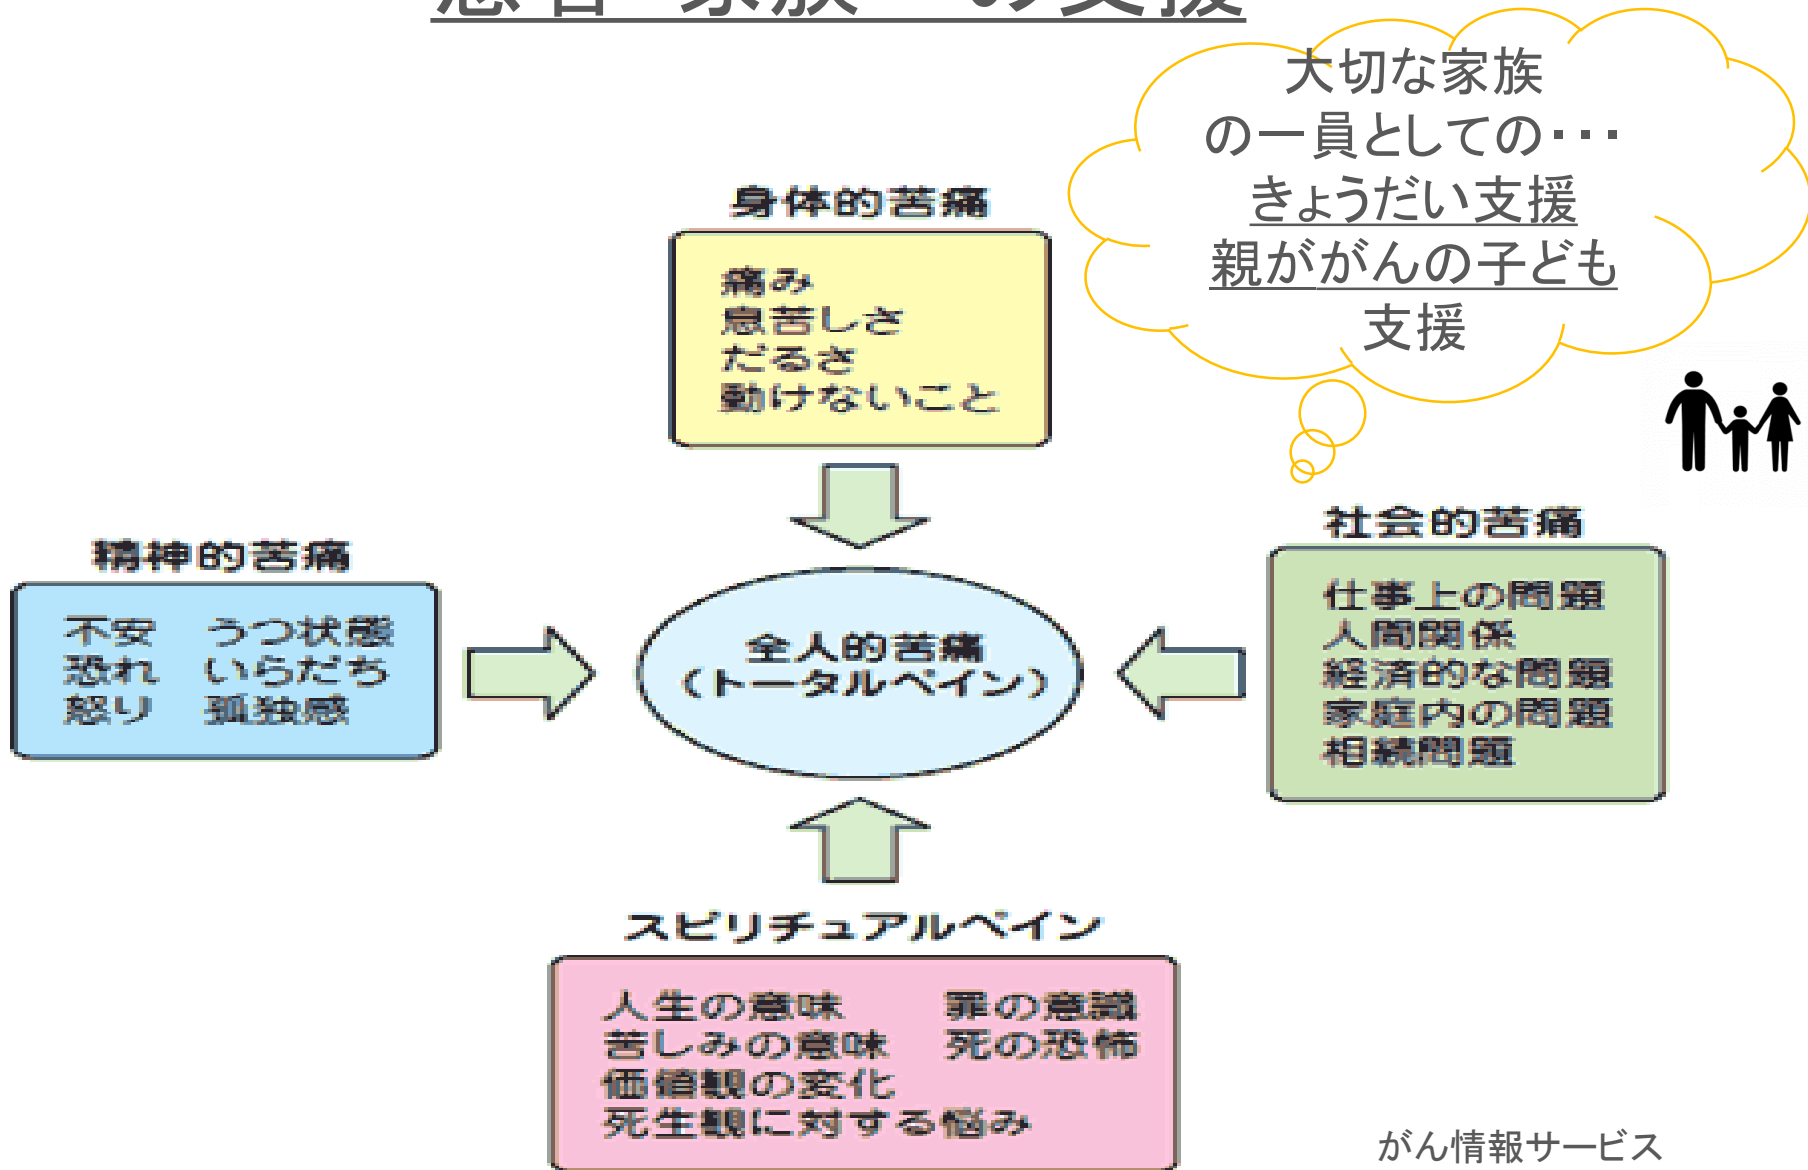 患者・家族への支援
大切な家族
の一員としての・・・
きょうだい支援
親ががんの子ども
支援
身体的苦痛
痛み
息苦しさ
だるさ
動けないこと
精神的苦痛
不安　うつ状態
恐れ　いらだち
怒り　孤独感
全人的苦痛
（トータルペイン）
社会的苦痛
仕事上の問題
人間関係
経済的な問題
家庭内の問題
相続問題
スピリチュアルペイン
人生の意味　罪の意識
苦しみの意味　死の恐怖
価値観の変化
死生観に対する悩み
がん情報サービス